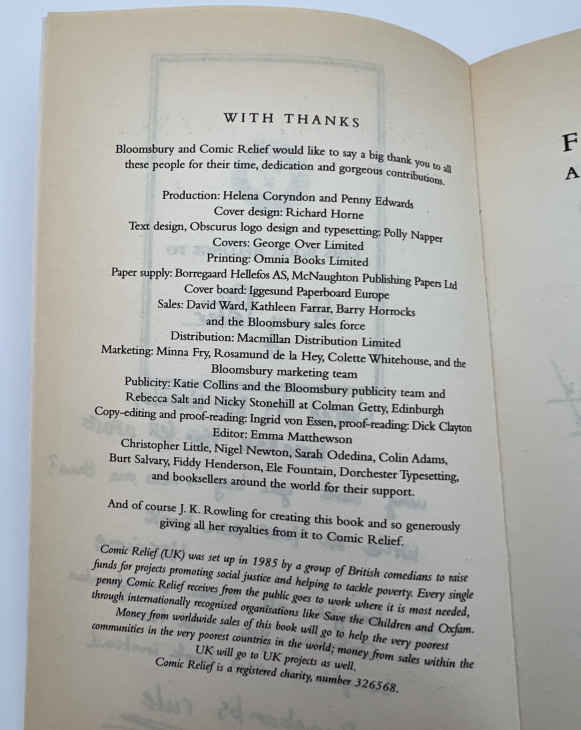 WITH THANKS
Bloomsbury and Comic Relief would like to say a big thank you to all
these people for their time, dedication and gorgeous contributions.
Production: Helena Coryndon and Penny Edwards
Cover design: Richard Horne
Text design, Obscurus logo design and typesetting: Polly Napper
Covers: George Over Limited
Printing: Omnia Books Limited
Paper supply: Borregaard Hellefos AS, McNaughton Publishing Papers Ltd
Cover board: Iggesund Paperboard Europe
Sales: David Ward, Kathleen Farrar, Barry Horrocks
and the Bloomsbury sales force
Distribution: Macmillan Distribution Limited
Marketing: Minna Fry, Rosamund de la Hey, Colette Whitehouse, and the
Bloomsbury marketing team
Publicity: Katie Collins and the Bloomsbury publicity team and
Rebecca Salt and Nicky Stonehill at Colman Getty, Edinburgh
Copy-editing and proof-reading: Ingrid von Essen, proof-reading: Dick Clayton
Editor: Emma Matthewson
Christopher Little, Nigel Newton, Sarah Odedina, Colin Adams,
Burt Salvary, Fiddy Henderson, Ele Fountain, Dorchester Typesetting,
and booksellers around the world for their support.
And of course J. K. Rowling for creating this book and so generously
giving all her royalties from it to Comic Relief.
Comic Relief (UK) was set up in 1985 by a group of British comedians to raise
funds for projects promoting social justice and helping to tackle poverty. Every single
penny Comic Relief receives from the public goes to work where it is most needed,
through internationally recognised organisations like Save the Children and Oxfam.
Money from worldwide sales of this book will go to help the very poorest
communities in the very poorest countries in the world; money from sales within the
UK will go to UK projects as well.
Comic Relief is a registered charity, number 326568.
F
A